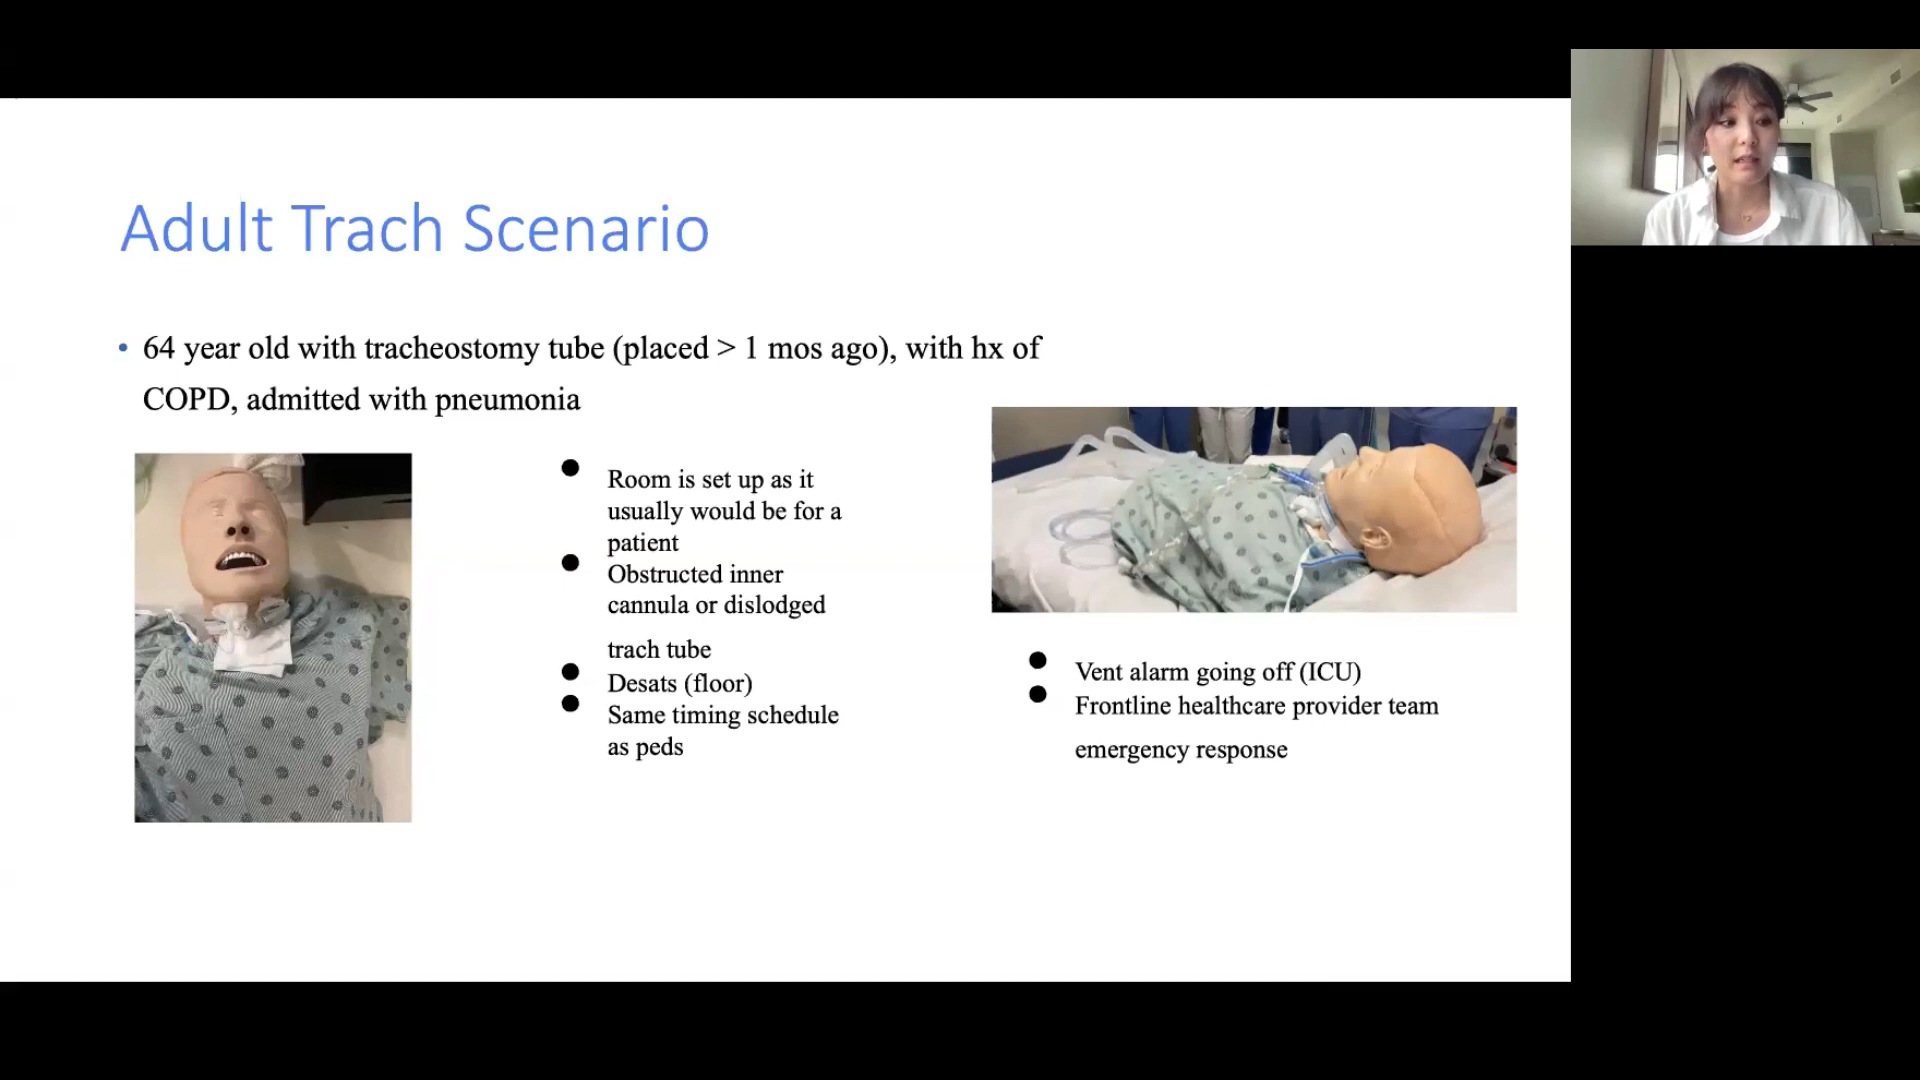 Adult Trach Scenario
• 64 year old with tracheostomy tube (placed > 1 mos ago), with hx of
COPD, admitted with pneumonia
● Room is set up as it
usually would be for a
patient
● Obstructed inner
cannula or dislodged
trach tube
● Desats (floor)
● Same timing schedule
as peds
● Vent alarm going off (ICU)
● Frontline healthcare provider team
emergency response